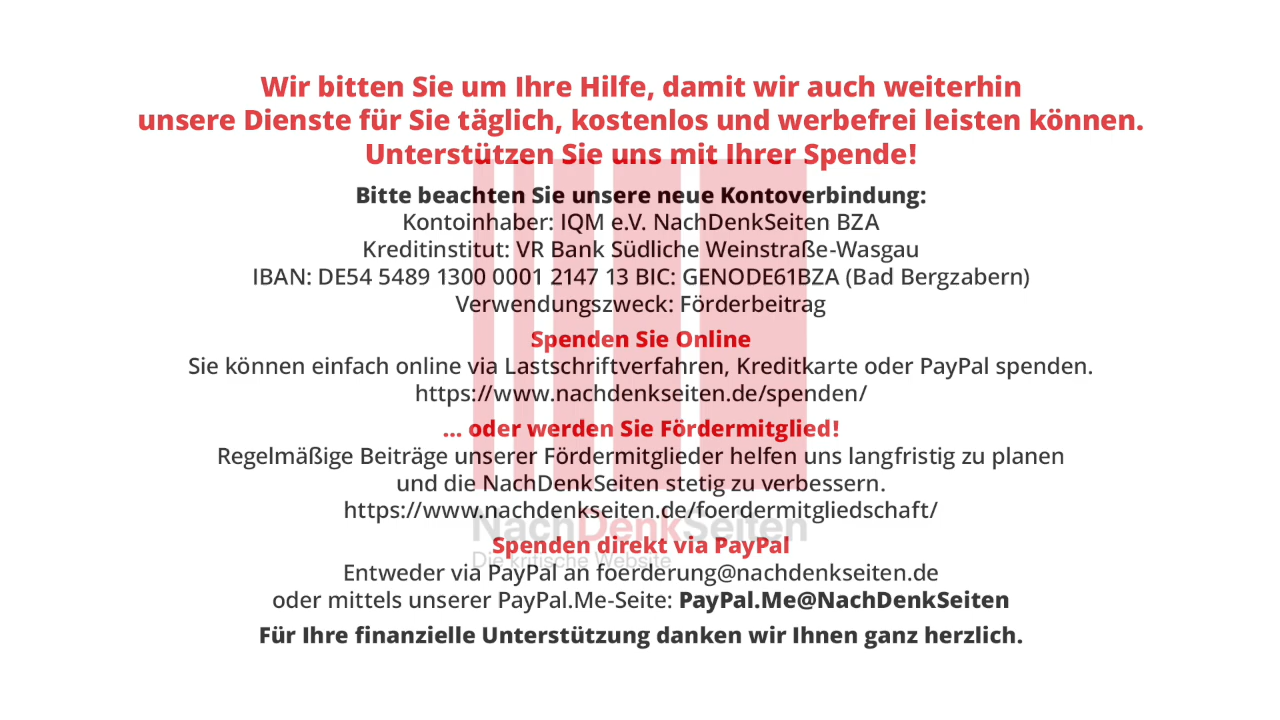 Wir bitten Sie um Ihre Hilfe, damit wir auch weiterhin
unsere Dienste für Sie täglich, kostenlos und werbefrei leisten können.
Unterstützen Sie uns mit Ihrer Spende!
Bitte beachten Sie unsere neue Kontoverbindung:
Kontoinhaber: IQM e.V. NachDenkSeiten BZA
Kreditinstitut: VR Bank Südliche Weinstraße-Wasgau
IBAN: DE54 5489 1300 0001 2147 13 BIC: GENODE61BZA (Bad Bergzabern)
Verwendungszweck: Förderbeitrag
Spenden Sie Online
Sie können einfach online via Lastschriftverfahren, Kreditkarte oder PayPal spenden.
https://www.nachdenkseiten.de/spenden/
... oder werden Sie Fördermitglied!
Regelmäßige Beiträge unserer Fördermitglieder helfen uns langfristig zu planen
und die NachDenkSeiten stetig zu verbessern.
https://www.nachdenkseiten.de/foerdermitgliedschaft/
NachDenkSeiten
Spenden direkt via PayPal
Die kritische Website
Entweder via PayPal an foerderung@nachdenkseiten.de
oder mittels unserer PayPal.Me-Seite: PayPal.Me@NachDenkSeiten
Für Ihre finanzielle Unterstützung danken wir Ihnen ganz herzlich.